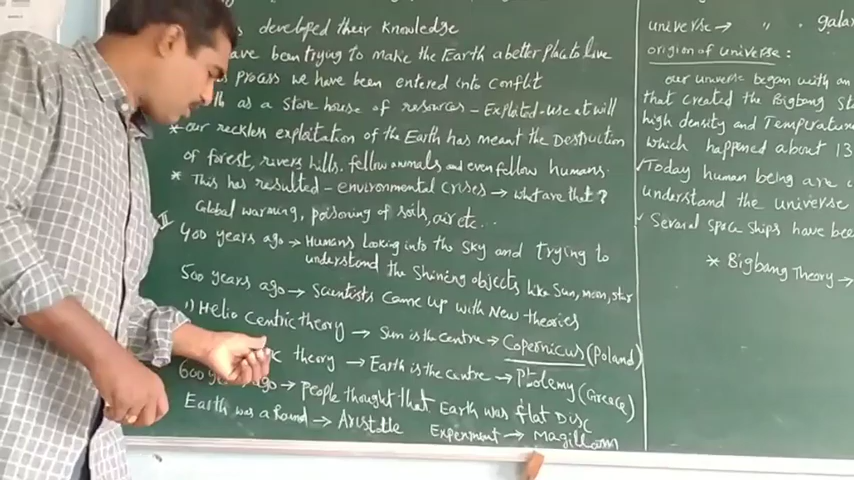 s developed their Knowledge
ave been trying to make the Earth a better place to live
s process we have been entered into conflit
th as a store house of resources - Exploited - use at will
* our reckless exploitation of the Earth has meant the Destruction
of forest, rivers hills. fellow animals and even fellow humans.
* This has resulted - environmental crises → what are that ?
Global warming, poisoning of soils, air etc...
II
400 years ago → Humans Looking into the sky and trying to
understand the shining objects like Sun, moon, star
500 years ago → Scientists Came up with New theories
1) Helio Centric theory → Sun is the centre → Copernicus (Poland)
c theory → Earth is the centre → Ptolemy (Greece)
600 years ago → people thought that Earth was flat Disc
Earth was a Round → Aristotle Experiment → Magillan
universe → " . galax
origion of universe :
our universe began with an
that created the Bigbang
high density and Temperature
which happened about 13
Today human being are
understand the universe
Several space ships have been
* Bigbang Theory →